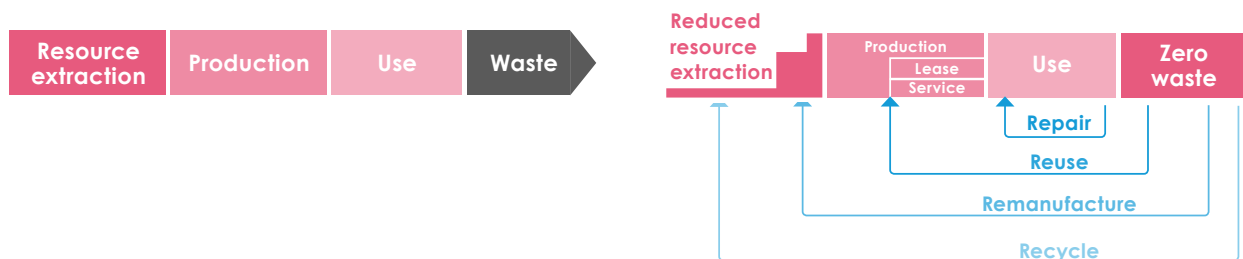 Resource
extraction
Production
Use
Waste
Reduced
resource
extraction
Production
Lease
Service
Use
Zero
waste
Repair
Reuse
Remanufacture
Recycle